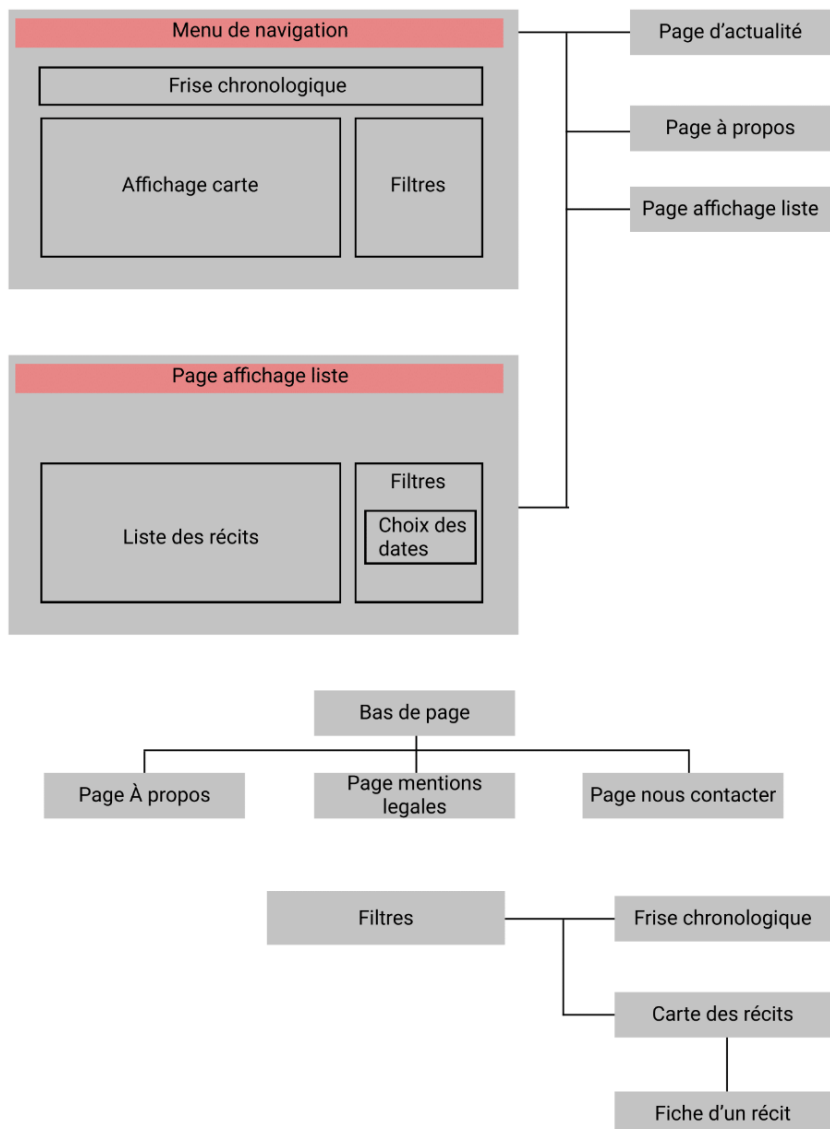 Menu de navigation
Frise chronologique
Affichage carte
Filtres
Page d'actualité
Page à propos
Page affichage liste
Page affichage liste
Liste des récits
Filtres
Choix des
dates
Bas de page
Page À propos
Page mentions
legales
Page nous contacter
Filtres
Frise chronologique
Carte des récits
Fiche d'un récit